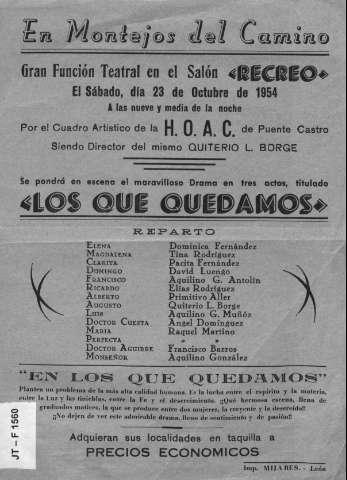 En Montejos del Camino
Gran Función Teatral en el Salón «RECREO»
El Sábado, día 23 de Octubre de 1954
A las nueve y media de la noche
Por el Cuadro Artístico de la H. O. A. C. de Puente Castro
Siendo Director del mismo QUITERIO L. BORGE
Se pondrá en escena el maravilloso Drama en tres actos, titulado
«LOS QUE QUEDAMOS»
REPARTO
ELENA Dominica Fernández
MAGDALENA Tina Rodríguez
CLARITA Pacita Fernández
DOMINGO David Luengo
FRANCISCO Aquilino G. Antolín
RICARDO Elías Rodríguez
ALBERTO Primitivo Aller
AUGUSTO Quiterio L. Borge
LUIS Aquilino G. Muñóz
DOCTOR CUESTA Angel Domínguez
MARIA Raquel Martino
PERFECTA » »
DOCTOR AGUIRRE Francisco Barros
MONSEÑOR Aquilino González
"EN LOS QUE QUEDAMOS"
Plantea un problema de la más alta calidad humana. Es la lucha entre el espíritu y la materia,
entre la Luz y las tinieblas, entre la Fe y el descreimiento. ¡Qué hermosa escena, llena de
graduados matices, la que se produce entre dos mujeres, la creyente y la descreída!
¡No dejen de ver este admirable drama, lleno de sentimiento y de pasión!
Adquieran sus localidades en taquilla a
PRECIOS ECONOMICOS
Imp. MIJARES. - León
JT - F 1560